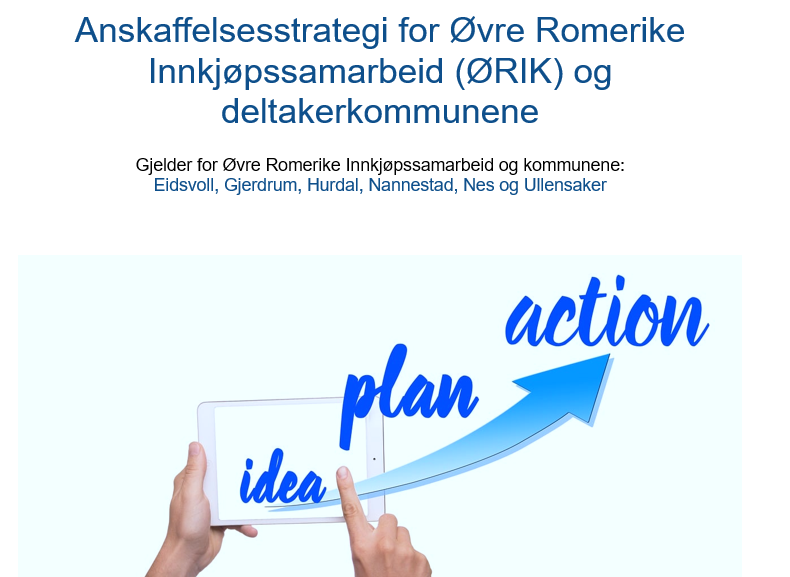 Anskaffelsesstrategi for Øvre Romerike
Innkjøpssamarbeid (ØRIK) og
deltakerkommunene
Gjelder for Øvre Romerike Innkjøpssamarbeid og kommunene:
Eidsvoll, Gjerdrum, Hurdal, Nannestad, Nes og Ullensaker
action
plan
idea